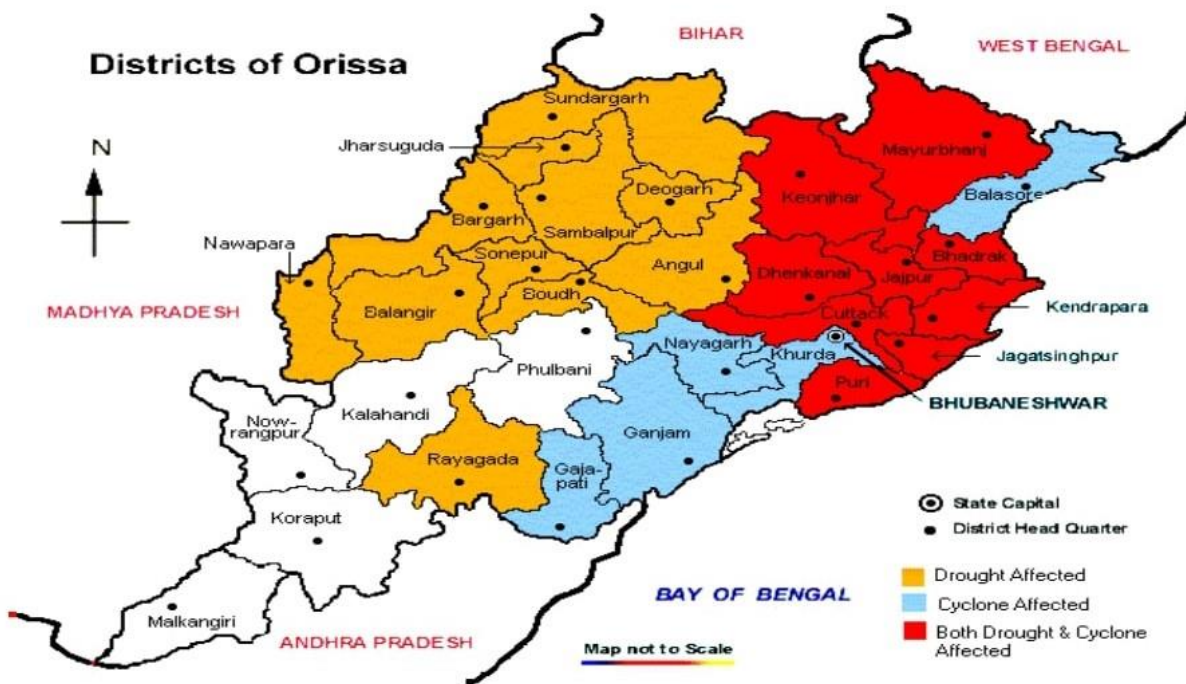 BIHAR
WEST BENGAL
Districts of Orissa
Sundargarh
N
Jharsuguda
Mayurbhanj
Deogarh
Keonjhar
Balasore
Bargarh
Sambalpur
Nawapara
Sonepur
Angul
Bhadrak
Dhenkanal
Jajpur
Boudh
MADHYA PRADESH
Balangir
Cuttack
Kendrapara
Nayagarh
Khurda
Jagatsinghpur
Phulbani
Puri
BHUBANESHWAR
Kalahandi
Now-
rangpur
Ganjam
Rayagada
Gaja-
pati
State Capital
Koraput
District Head Quarter
Drought Affected
BAY OF BENGAL
Cyclone Affected
Malkangiri
Both Drought & Cyclone
Affected
ANDHRA PRADESH
Map not to Scale